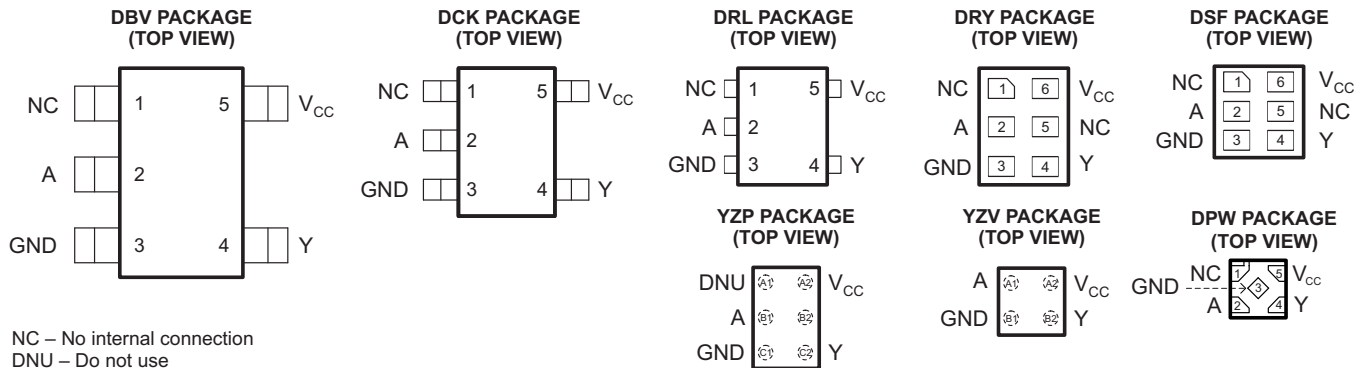 DBV PACKAGE
(TOP VIEW)
NC
1
5
VCC
A
2
GND
3
4
Y
DCK PACKAGE
(TOP VIEW)
NC
1
5
VCC
A
2
GND
3
4
Y
DRL PACKAGE
(TOP VIEW)
NC
1
5
VCC
A
2
GND
3
4
Y
DRY PACKAGE
(TOP VIEW)
NC
1
6
VCC
A
2
5
NC
GND
3
4
Y
DSF PACKAGE
(TOP VIEW)
NC
1
6
VCC
A
2
5
NC
GND
3
4
Y
YZP PACKAGE
(TOP VIEW)
DNU
A1
A2
VCC
A
B1
B2
GND
C1
C2
Y
YZV PACKAGE
(TOP VIEW)
A
A1
A2
VCC
GND
B1
B2
Y
DPW PACKAGE
(TOP VIEW)
NC
1
5
VCC
GND
3
A
2
4
Y
NC – No internal connection
DNU – Do not use